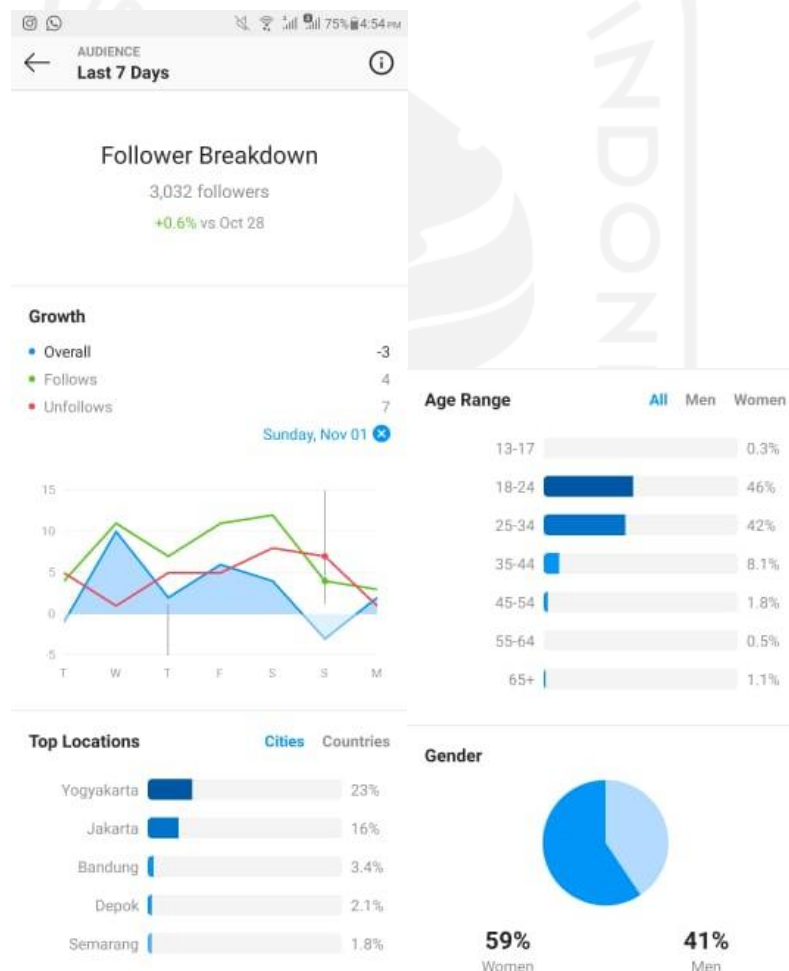 75% 4:54 PM
AUDIENCE
Last 7 Days
Follower Breakdown
3,032 followers
+0.6% vs Oct 28
Growth
Overall -3
Follows 4
Unfollows 7
Sunday, Nov 01
15
10
5
0
-5
T W T F S S M
Top Locations Cities Countries
Yogyakarta 23%
Jakarta 16%
Bandung 3.4%
Depok 2.1%
Semarang 1.8%
INDONE
Age Range All Men Women
13-17 0.3%
18-24 46%
25-34 42%
35-44 8.1%
45-54 1.8%
55-64 0.5%
65+ 1.1%
Gender
59% 41%
Women Men